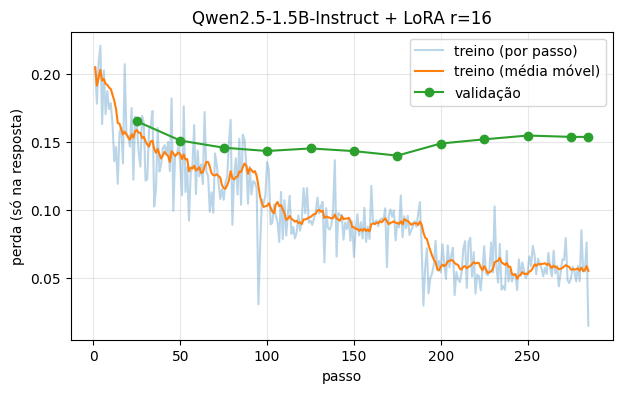 Qwen2.5-1.5B-Instruct + LoRA r=16
treino (por passo)
treino (média móvel)
validação
perda (só na resposta)
0.20
0.15
0.10
0.05
0 50 100 150 200 250
passo